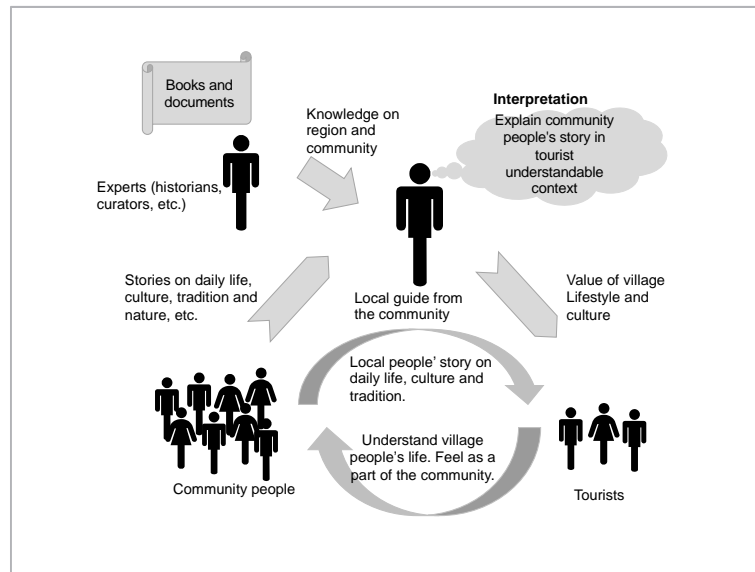 Books and
documents
Knowledge on
region and
community
Interpretation
Explain community
people's story in
tourist
understandable
context
Experts (historians,
curators, etc.)
Stories on daily life,
culture, tradition and
nature, etc.
Local guide from
the community
Value of village
Lifestyle and
culture
Local people' story on
daily life, culture and
tradition.
Understand village
people's life. Feel as a
part of the community.
Community people
Tourists